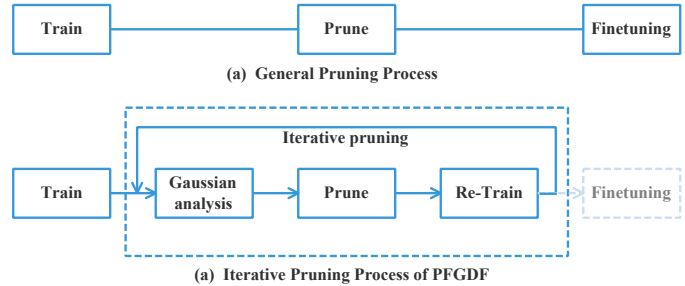 Train Prune Finetuning
(a) General Pruning Process
Iterative pruning
Train Gaussian analysis Prune Re-Train Finetuning
(a) Iterative Pruning Process of PFGDF